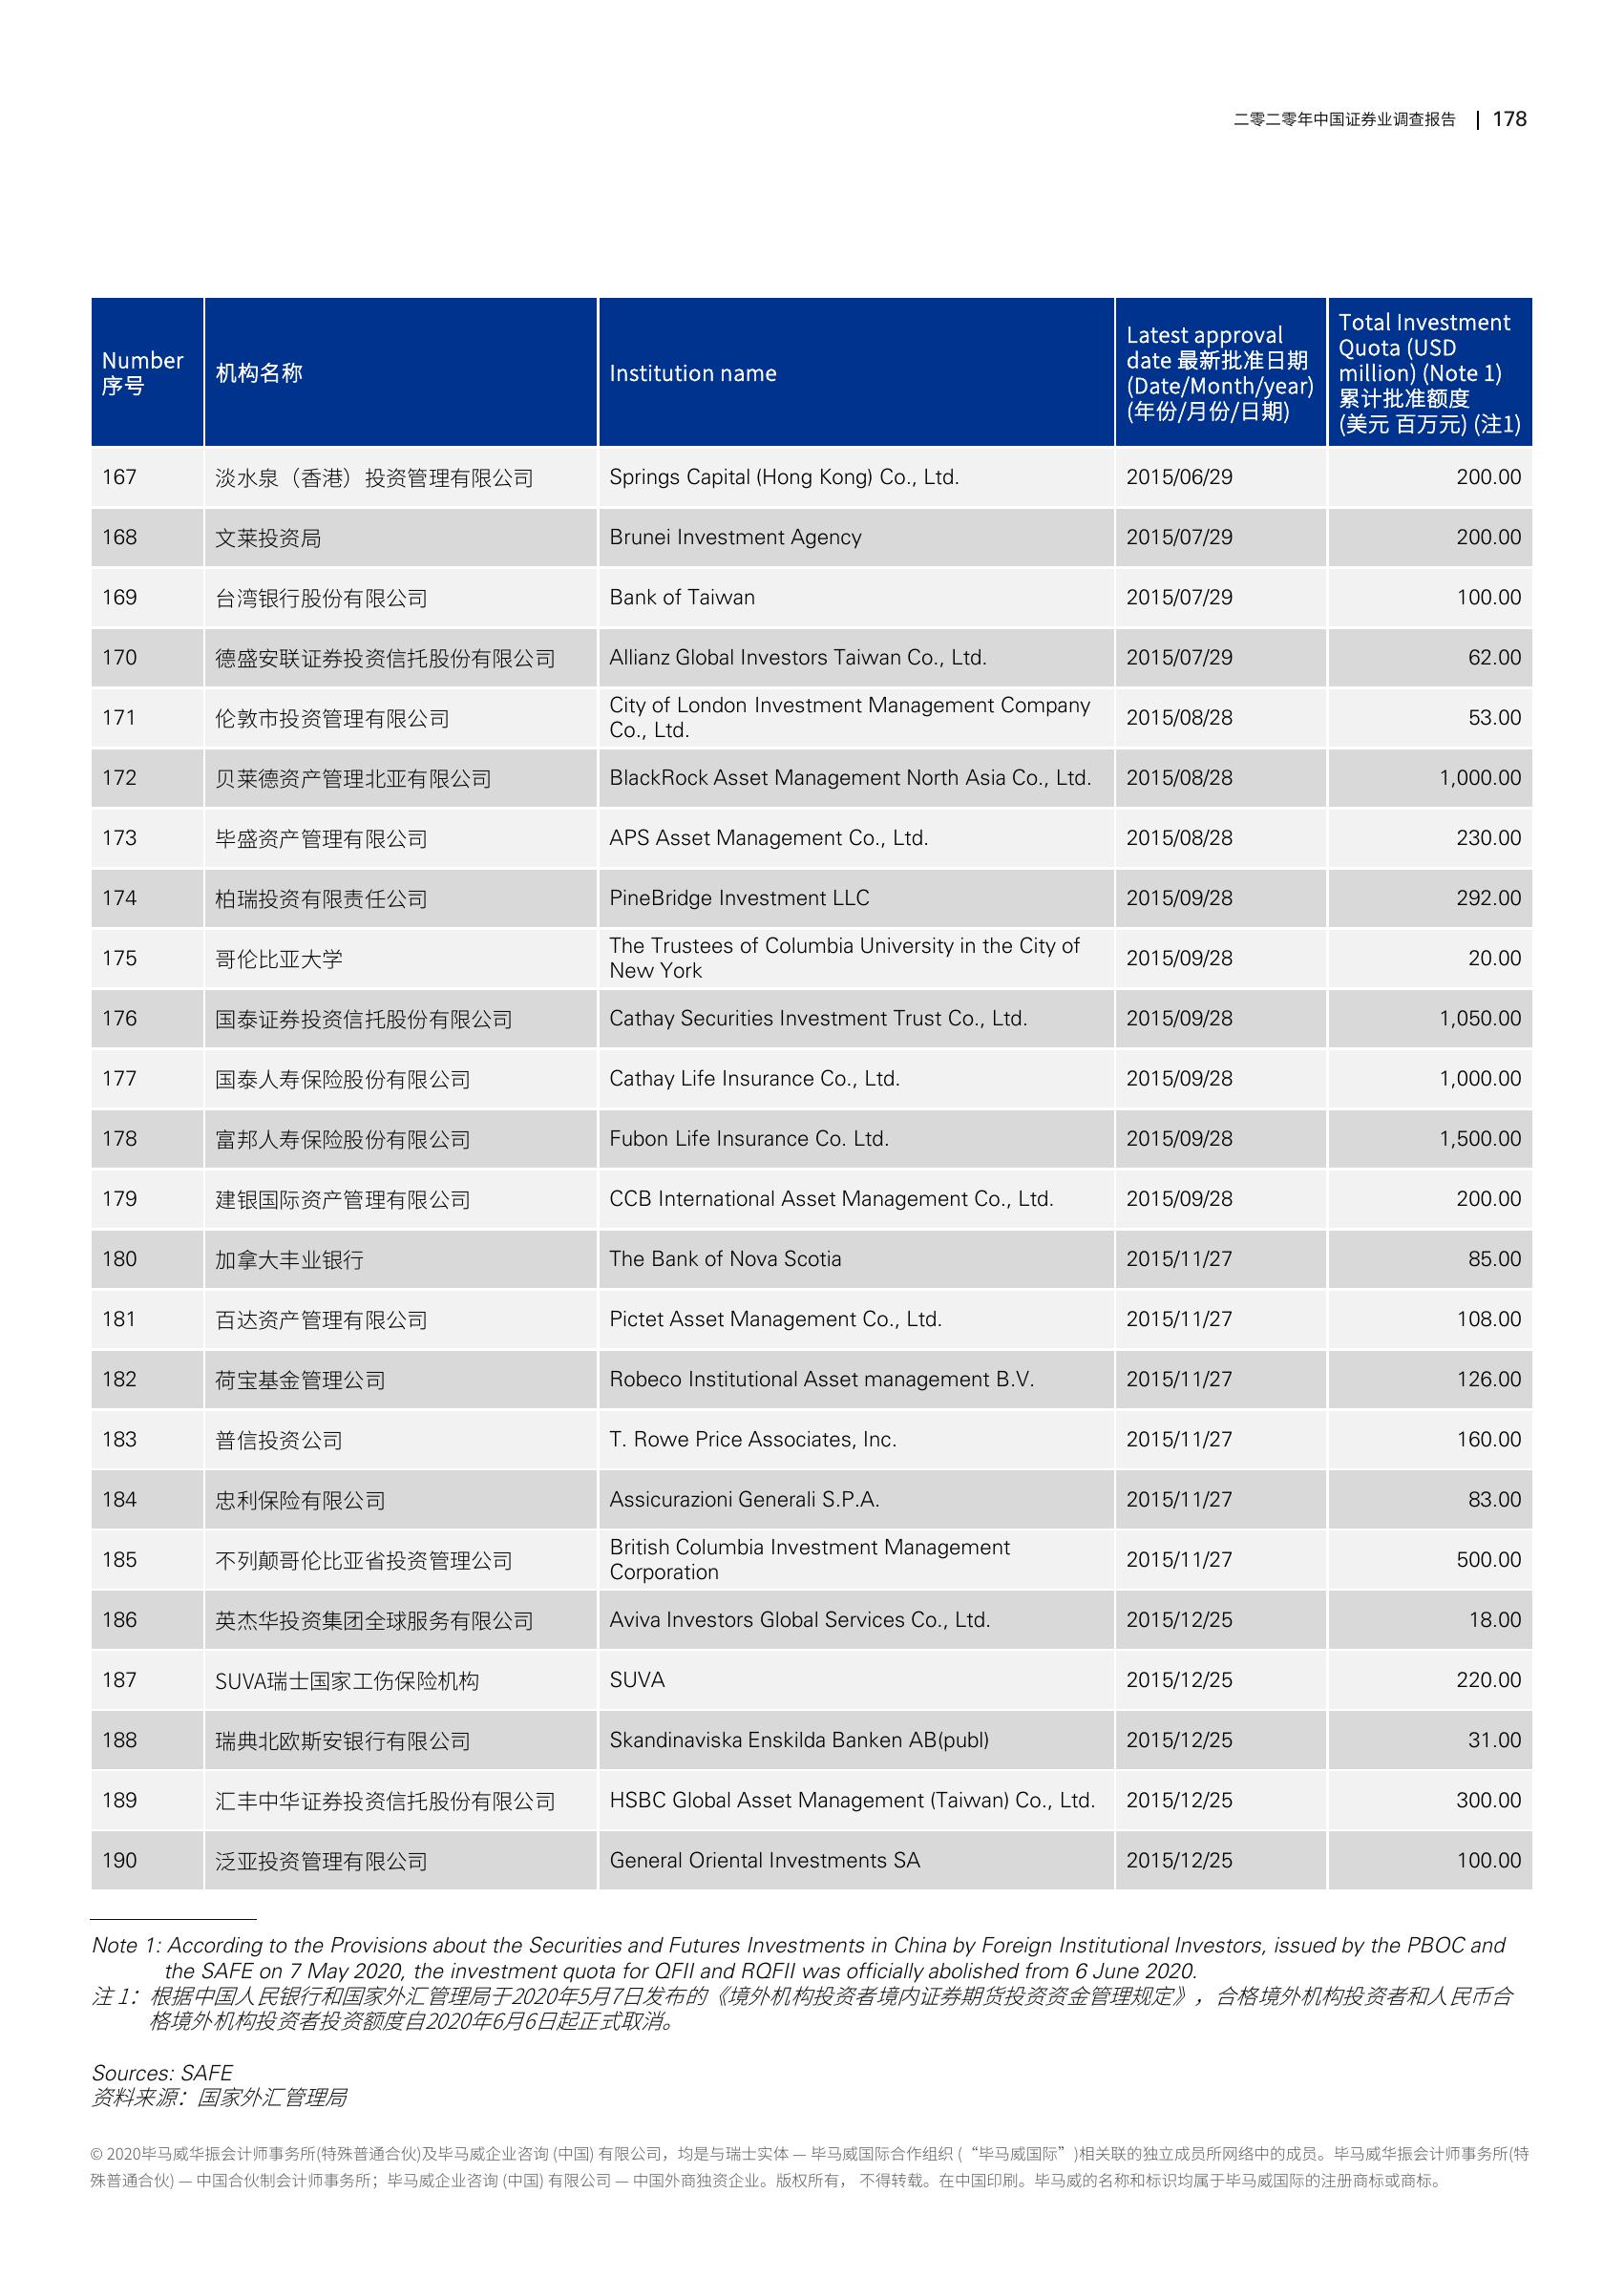 二零二零年中国证券业调查报告 | 178
Number
序号
机构名称
Institution name
Latest approval
date 最新批准日期
(Date/Month/year)
(年份/月份/日期)
Total Investment
Quota (USD
million) (Note 1)
累计批准额度
(美元 百万元) (注1)
167 淡水泉（香港）投资管理有限公司 Springs Capital (Hong Kong) Co., Ltd. 2015/06/29 200.00
168 文莱投资局 Brunei Investment Agency 2015/07/29 200.00
169 台湾银行股份有限公司 Bank of Taiwan 2015/07/29 100.00
170 德盛安联证券投资信托股份有限公司 Allianz Global Investors Taiwan Co., Ltd. 2015/07/29 62.00
171 伦敦市投资管理有限公司 City of London Investment Management Company
Co., Ltd. 2015/08/28 53.00
172 贝莱德资产管理北亚有限公司 BlackRock Asset Management North Asia Co., Ltd. 2015/08/28 1,000.00
173 毕盛资产管理有限公司 APS Asset Management Co., Ltd. 2015/08/28 230.00
174 柏瑞投资有限责任公司 PineBridge Investment LLC 2015/09/28 292.00
175 哥伦比亚大学 The Trustees of Columbia University in the City of
New York 2015/09/28 20.00
176 国泰证券投资信托股份有限公司 Cathay Securities Investment Trust Co., Ltd. 2015/09/28 1,050.00
177 国泰人寿保险股份有限公司 Cathay Life Insurance Co., Ltd. 2015/09/28 1,000.00
178 富邦人寿保险股份有限公司 Fubon Life Insurance Co. Ltd. 2015/09/28 1,500.00
179 建银国际资产管理有限公司 CCB International Asset Management Co., Ltd. 2015/09/28 200.00
180 加拿大丰业银行 The Bank of Nova Scotia 2015/11/27 85.00
181 百达资产管理有限公司 Pictet Asset Management Co., Ltd. 2015/11/27 108.00
182 荷宝基金管理公司 Robeco Institutional Asset management B.V. 2015/11/27 126.00
183 普信投资公司 T. Rowe Price Associates, Inc. 2015/11/27 160.00
184 忠利保险有限公司 Assicurazioni Generali S.P.A. 2015/11/27 83.00
185 不列颠哥伦比亚省投资管理公司 British Columbia Investment Management
Corporation 2015/11/27 500.00
186 英杰华投资集团全球服务有限公司 Aviva Investors Global Services Co., Ltd. 2015/12/25 18.00
187 SUVA瑞士国家工伤保险机构 SUVA 2015/12/25 220.00
188 瑞典北欧斯安银行有限公司 Skandinaviska Enskilda Banken AB(publ) 2015/12/25 31.00
189 汇丰中华证券投资信托股份有限公司 HSBC Global Asset Management (Taiwan) Co., Ltd. 2015/12/25 300.00
190 泛亚投资管理有限公司 General Oriental Investments SA 2015/12/25 100.00
Note 1: According to the Provisions about the Securities and Futures Investments in China by Foreign Institutional Investors, issued by the PBOC and
the SAFE on 7 May 2020, the investment quota for QFII and RQFII was officially abolished from 6 June 2020.
注 1：根据中国人民银行和国家外汇管理局于2020年5月7日发布的《境外机构投资者境内证券期货投资资金管理规定》，合格境外机构投资者和人民币合
格境外机构投资者投资额度自2020年6月6日起正式取消。
Sources: SAFE
资料来源：国家外汇管理局
© 2020毕马威华振会计师事务所(特殊普通合伙)及毕马威企业咨询 (中国) 有限公司，均是与瑞士实体 — 毕马威国际合作组织 (“毕马威国际”)相关联的独立成员所网络中的成员。毕马威华振会计师事务所(特
殊普通合伙) — 中国合伙制会计师事务所；毕马威企业咨询 (中国) 有限公司 — 中国外商独资企业。版权所有， 不得转载。在中国印刷。毕马威的名称和标识均属于毕马威国际的注册商标或商标。